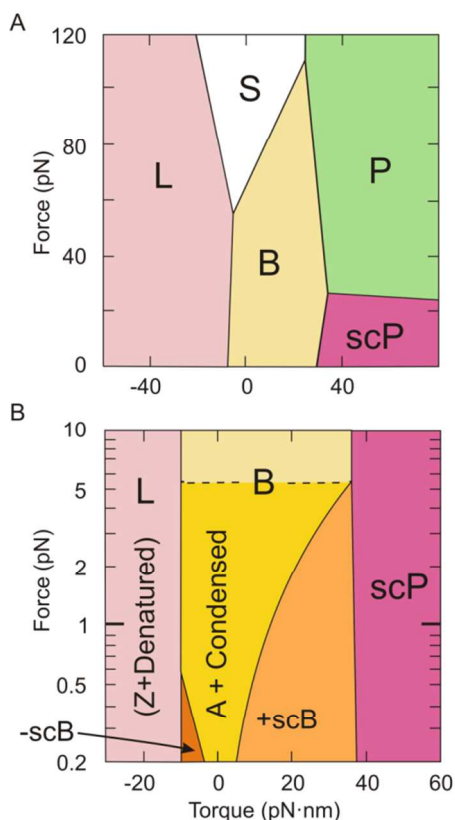 A
120
80
40
0
Force (pN)
L
S
B
P
scP
-40
0
40
B
10
5
2
1
0.5
0.2
Force (pN)
L
(Z+Denatured)
B
A + Condensed
+scB
-scB
scP
-20
0
20
40
60
Torque (pN·nm)